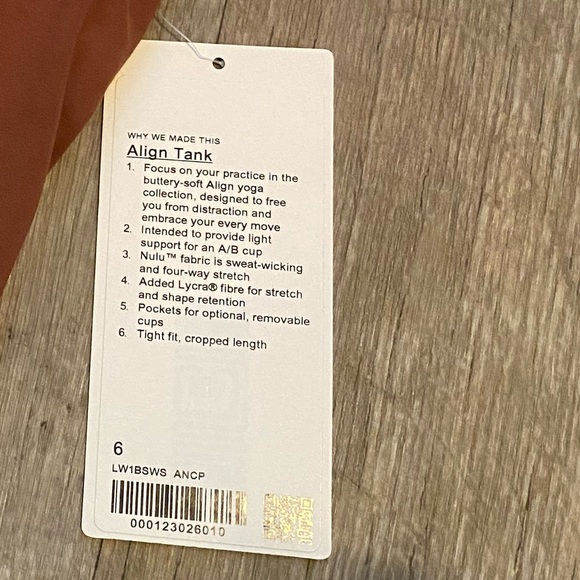 WHY WE MADE THIS
Align Tank
1. Focus on your practice in the
buttery-soft Align yoga
collection, designed to free
you from distraction and
embrace your every move
2. Intended to provide light
support for an A/B cup
3. Nulu™ fabric is sweat-wicking
and four-way stretch
4. Added Lycra® fibre for stretch
and shape retention
5. Pockets for optional, removable
cups
6. Tight fit, cropped length
6
LW1BSWS ANCP
000123026010